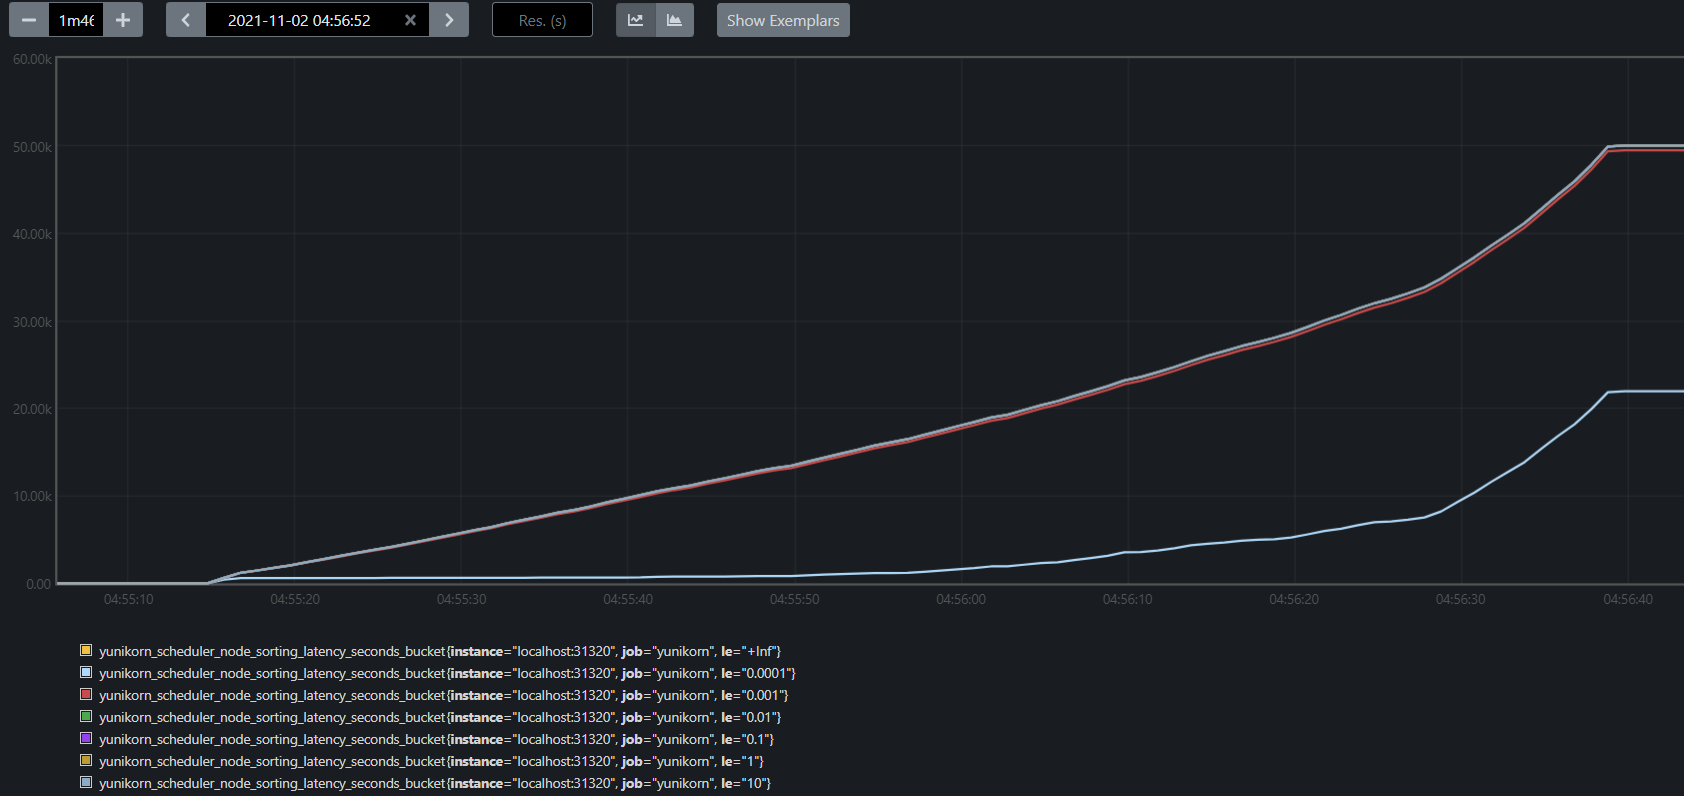 1m46 2021-11-02 04:56:52 Res. (s) Show Exemplars
60.00k
50.00k
40.00k
30.00k
20.00k
10.00k
0.00
04:55:10 04:55:20 04:55:30 04:55:40 04:55:50 04:56:00 04:56:10 04:56:20 04:56:30 04:56:40
yunikorn_scheduler_node_sorting_latency_seconds_bucket{instance="localhost:31320", job="yunikorn", le="+Inf"}
yunikorn_scheduler_node_sorting_latency_seconds_bucket{instance="localhost:31320", job="yunikorn", le="0.0001"}
yunikorn_scheduler_node_sorting_latency_seconds_bucket{instance="localhost:31320", job="yunikorn", le="0.001"}
yunikorn_scheduler_node_sorting_latency_seconds_bucket{instance="localhost:31320", job="yunikorn", le="0.01"}
yunikorn_scheduler_node_sorting_latency_seconds_bucket{instance="localhost:31320", job="yunikorn", le="0.1"}
yunikorn_scheduler_node_sorting_latency_seconds_bucket{instance="localhost:31320", job="yunikorn", le="1"}
yunikorn_scheduler_node_sorting_latency_seconds_bucket{instance="localhost:31320", job="yunikorn", le="10"}